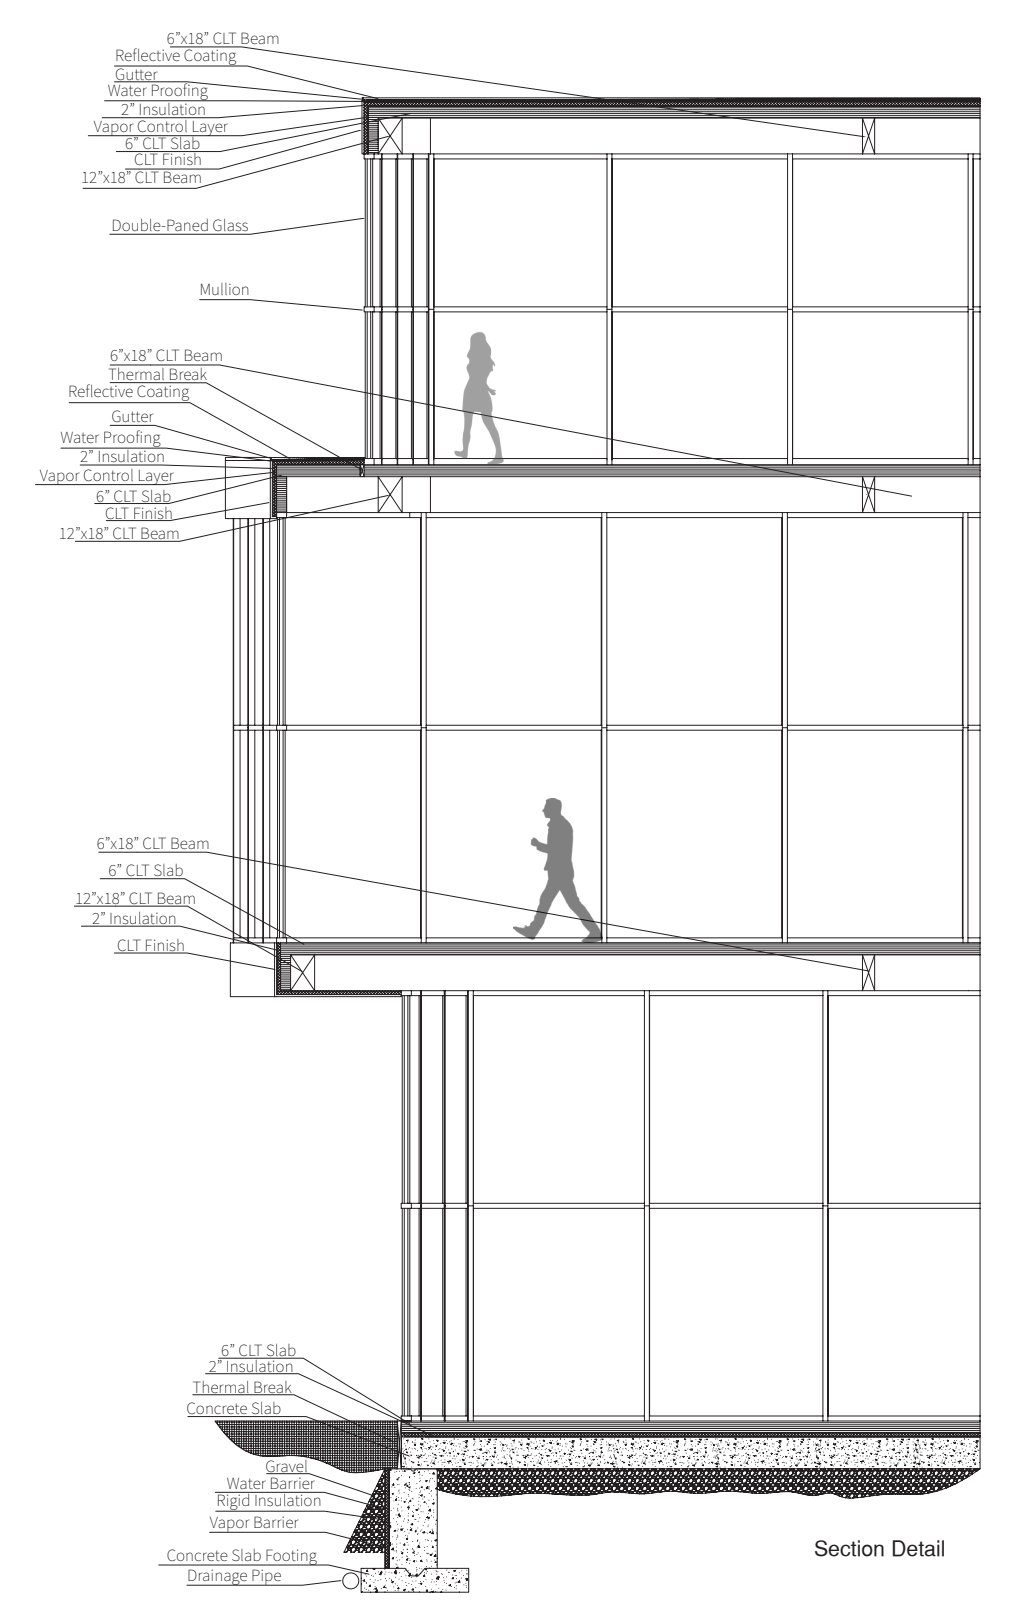 6”x18” CLT Beam
Reflective Coating
Gutter
Water Proofing
2” Insulation
Vapor Control Layer
6” CLT Slab
CLT Finish
12”x18” CLT Beam
Double-Paned Glass
Mullion
6”x18” CLT Beam
Thermal Break
Reflective Coating
Gutter
Water Proofing
2” Insulation
Vapor Control Layer
6” CLT Slab
CLT Finish
12”x18” CLT Beam
6”x18” CLT Beam
6” CLT Slab
12”x18” CLT Beam
2” Insulation
CLT Finish
6” CLT Slab
2” Insulation
Thermal Break
Concrete Slab
Gravel
Water Barrier
Rigid Insulation
Vapor Barrier
Concrete Slab Footing
Drainage Pipe
Section Detail